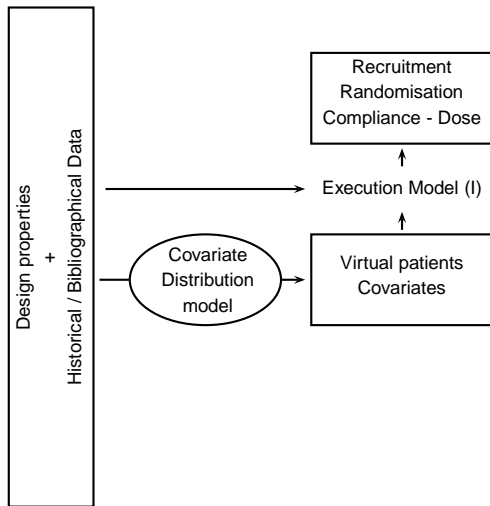 Design properties
+
Historical / Bibliographical Data
Recruitment
Randomisation
Compliance - Dose
Execution Model (I)
Covariate
Distribution
model
Virtual patients
Covariates